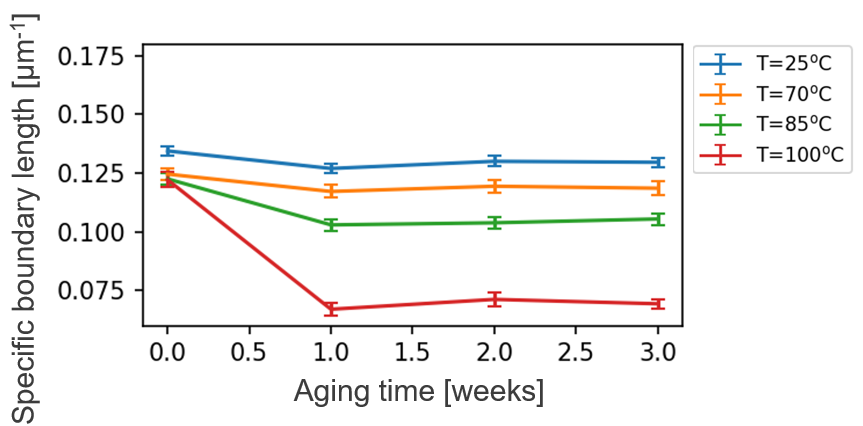 Specific boundary length [µm⁻¹]
0.175
0.150
0.125
0.100
0.075
0.0 0.5 1.0 1.5 2.0 2.5 3.0
Aging time [weeks]
T=25ºC
T=70ºC
T=85ºC
T=100ºC